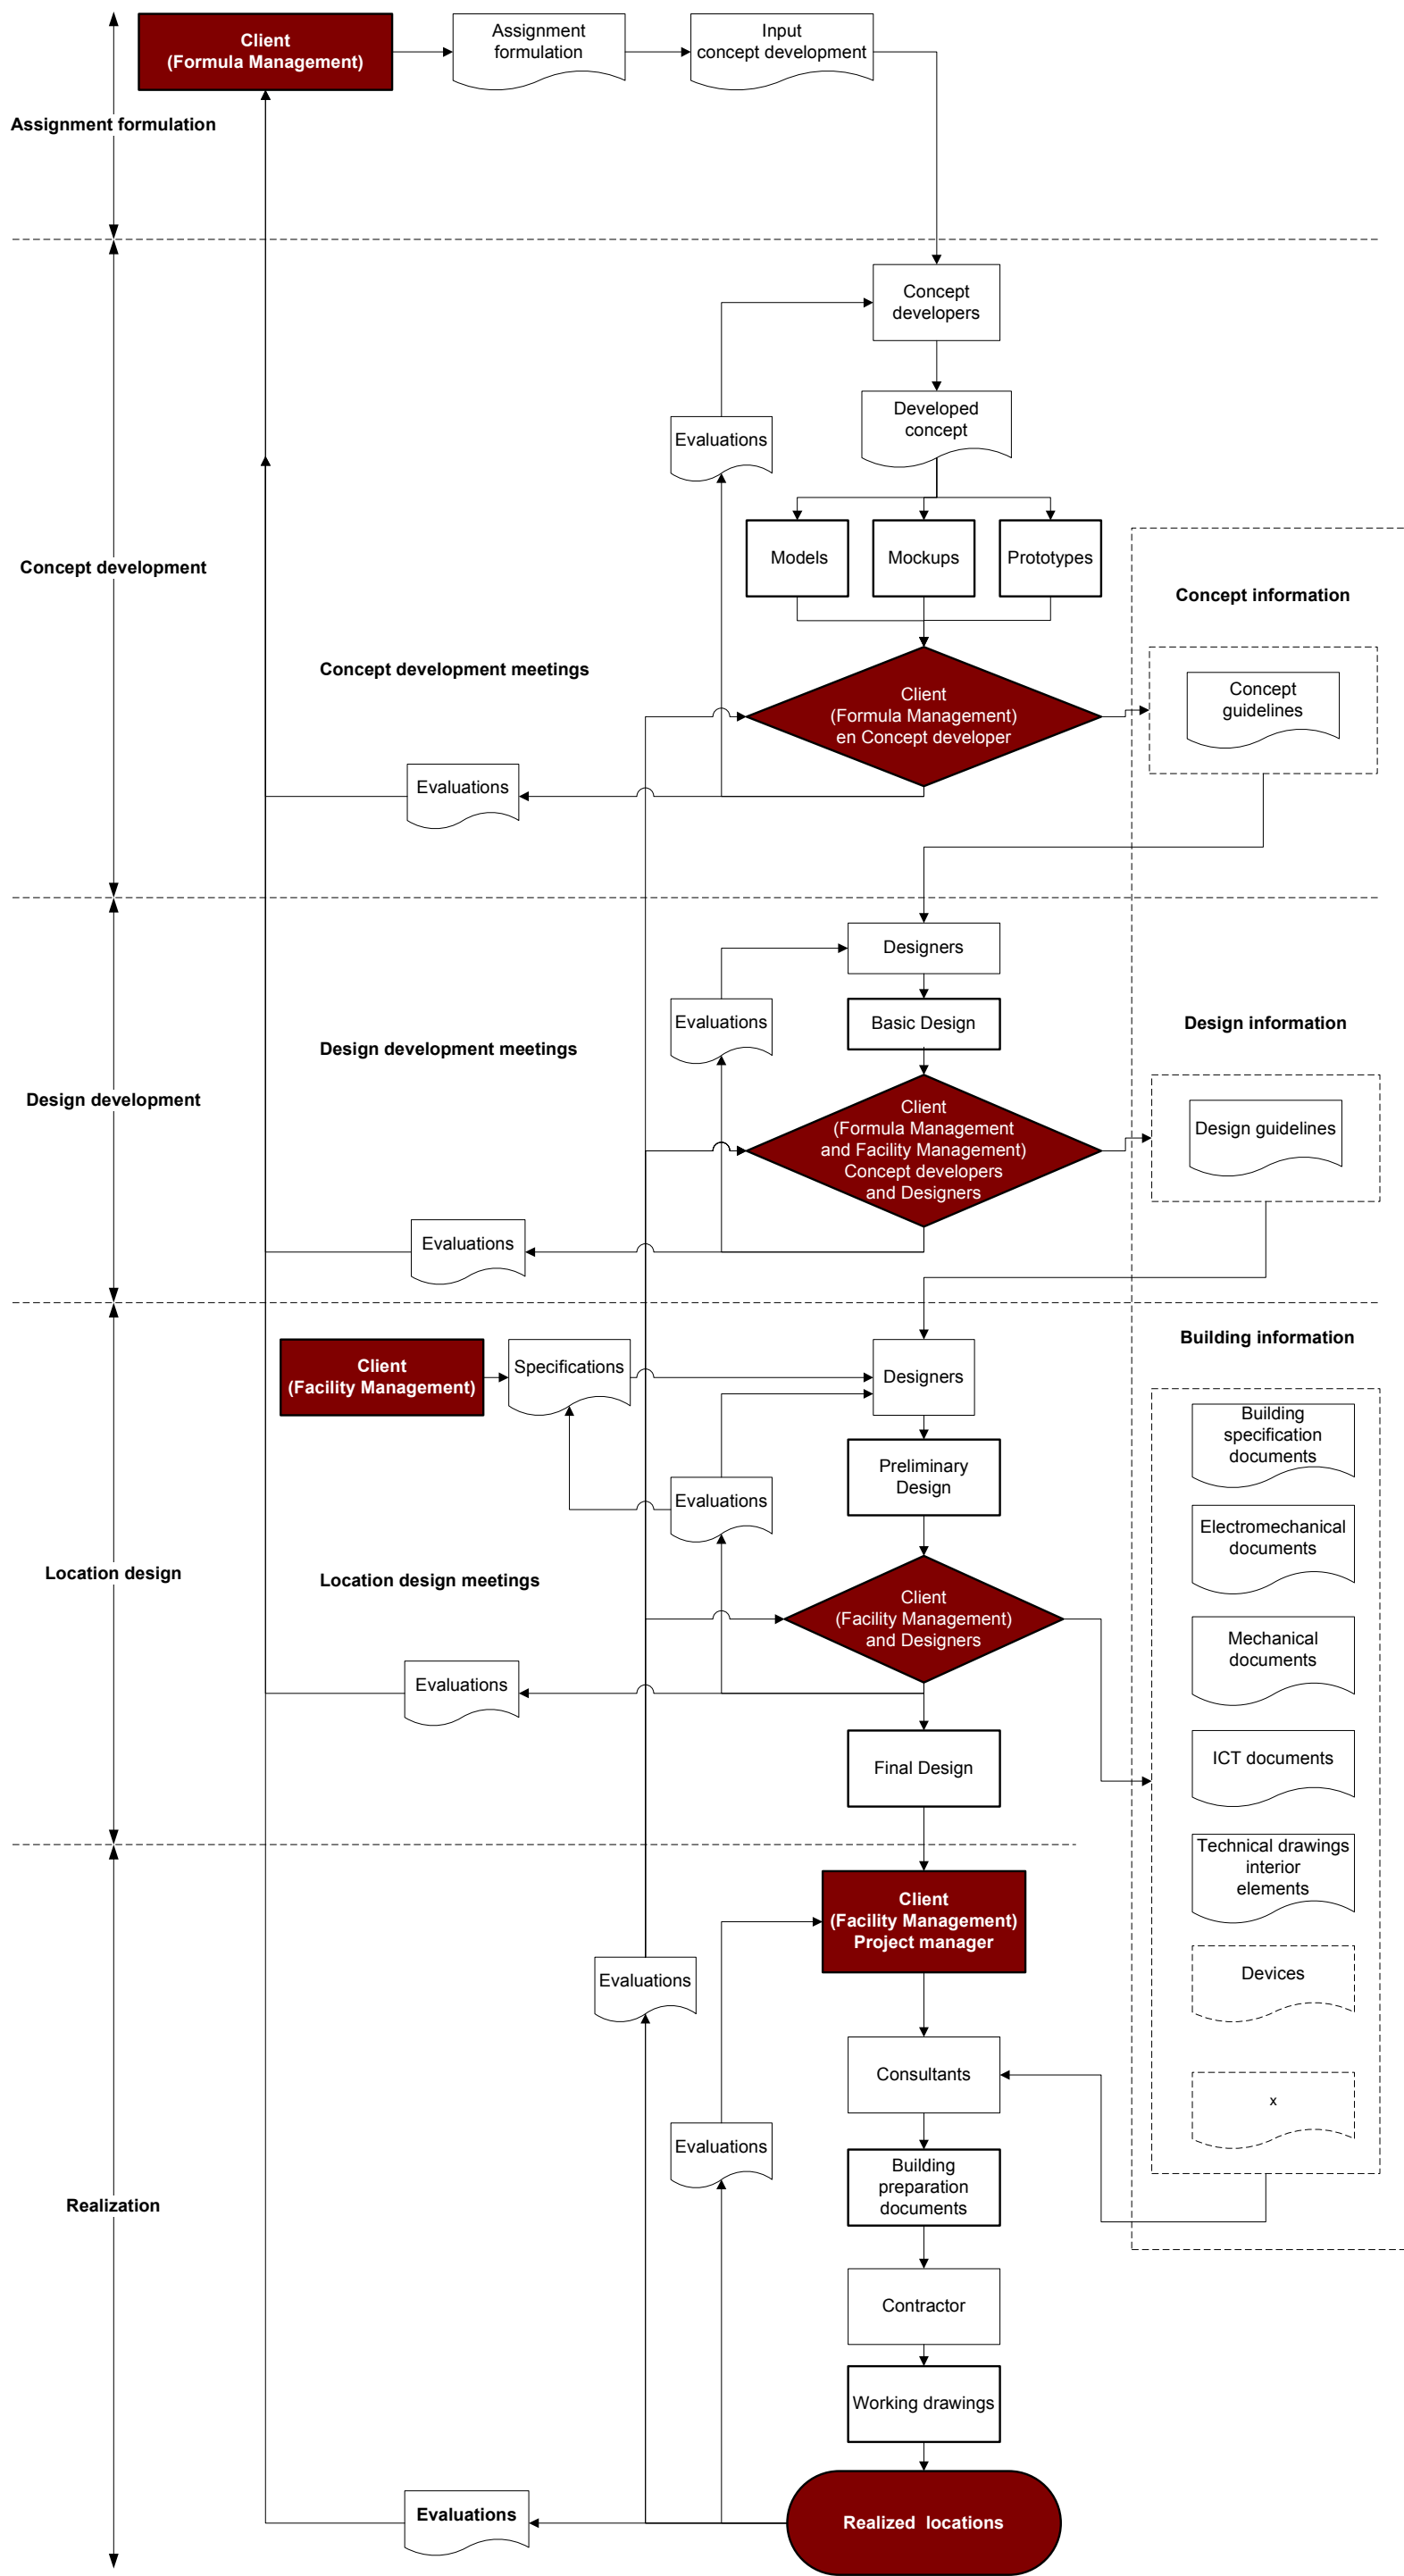 Client
(Formula Management)
Assignment
formulation
Input
concept development
Assignment formulation
Concept
developers
Developed
concept
Evaluations
Models
Mockups
Prototypes
Concept development
Concept information
Concept development meetings
Client
(Formula Management)
en Concept developer
Concept
guidelines
Evaluations
Designers
Evaluations
Basic Design
Design information
Design development meetings
Design development
Client
(Formula Management
and Facility Management)
Concept developers
and Designers
Design guidelines
Evaluations
Building information
Client
(Facility Management)
Specifications
Designers
Building
specification
documents
Preliminary
Design
Evaluations
Electromechanical
documents
Location design
Location design meetings
Client
(Facility Management)
and Designers
Mechanical
documents
Evaluations
Final Design
ICT documents
Technical drawings
interior
elements
Client
(Facility Management)
Project manager
Evaluations
Devices
Consultants
x
Evaluations
Building
preparation
documents
Realization
Contractor
Working drawings
Evaluations
Realized locations